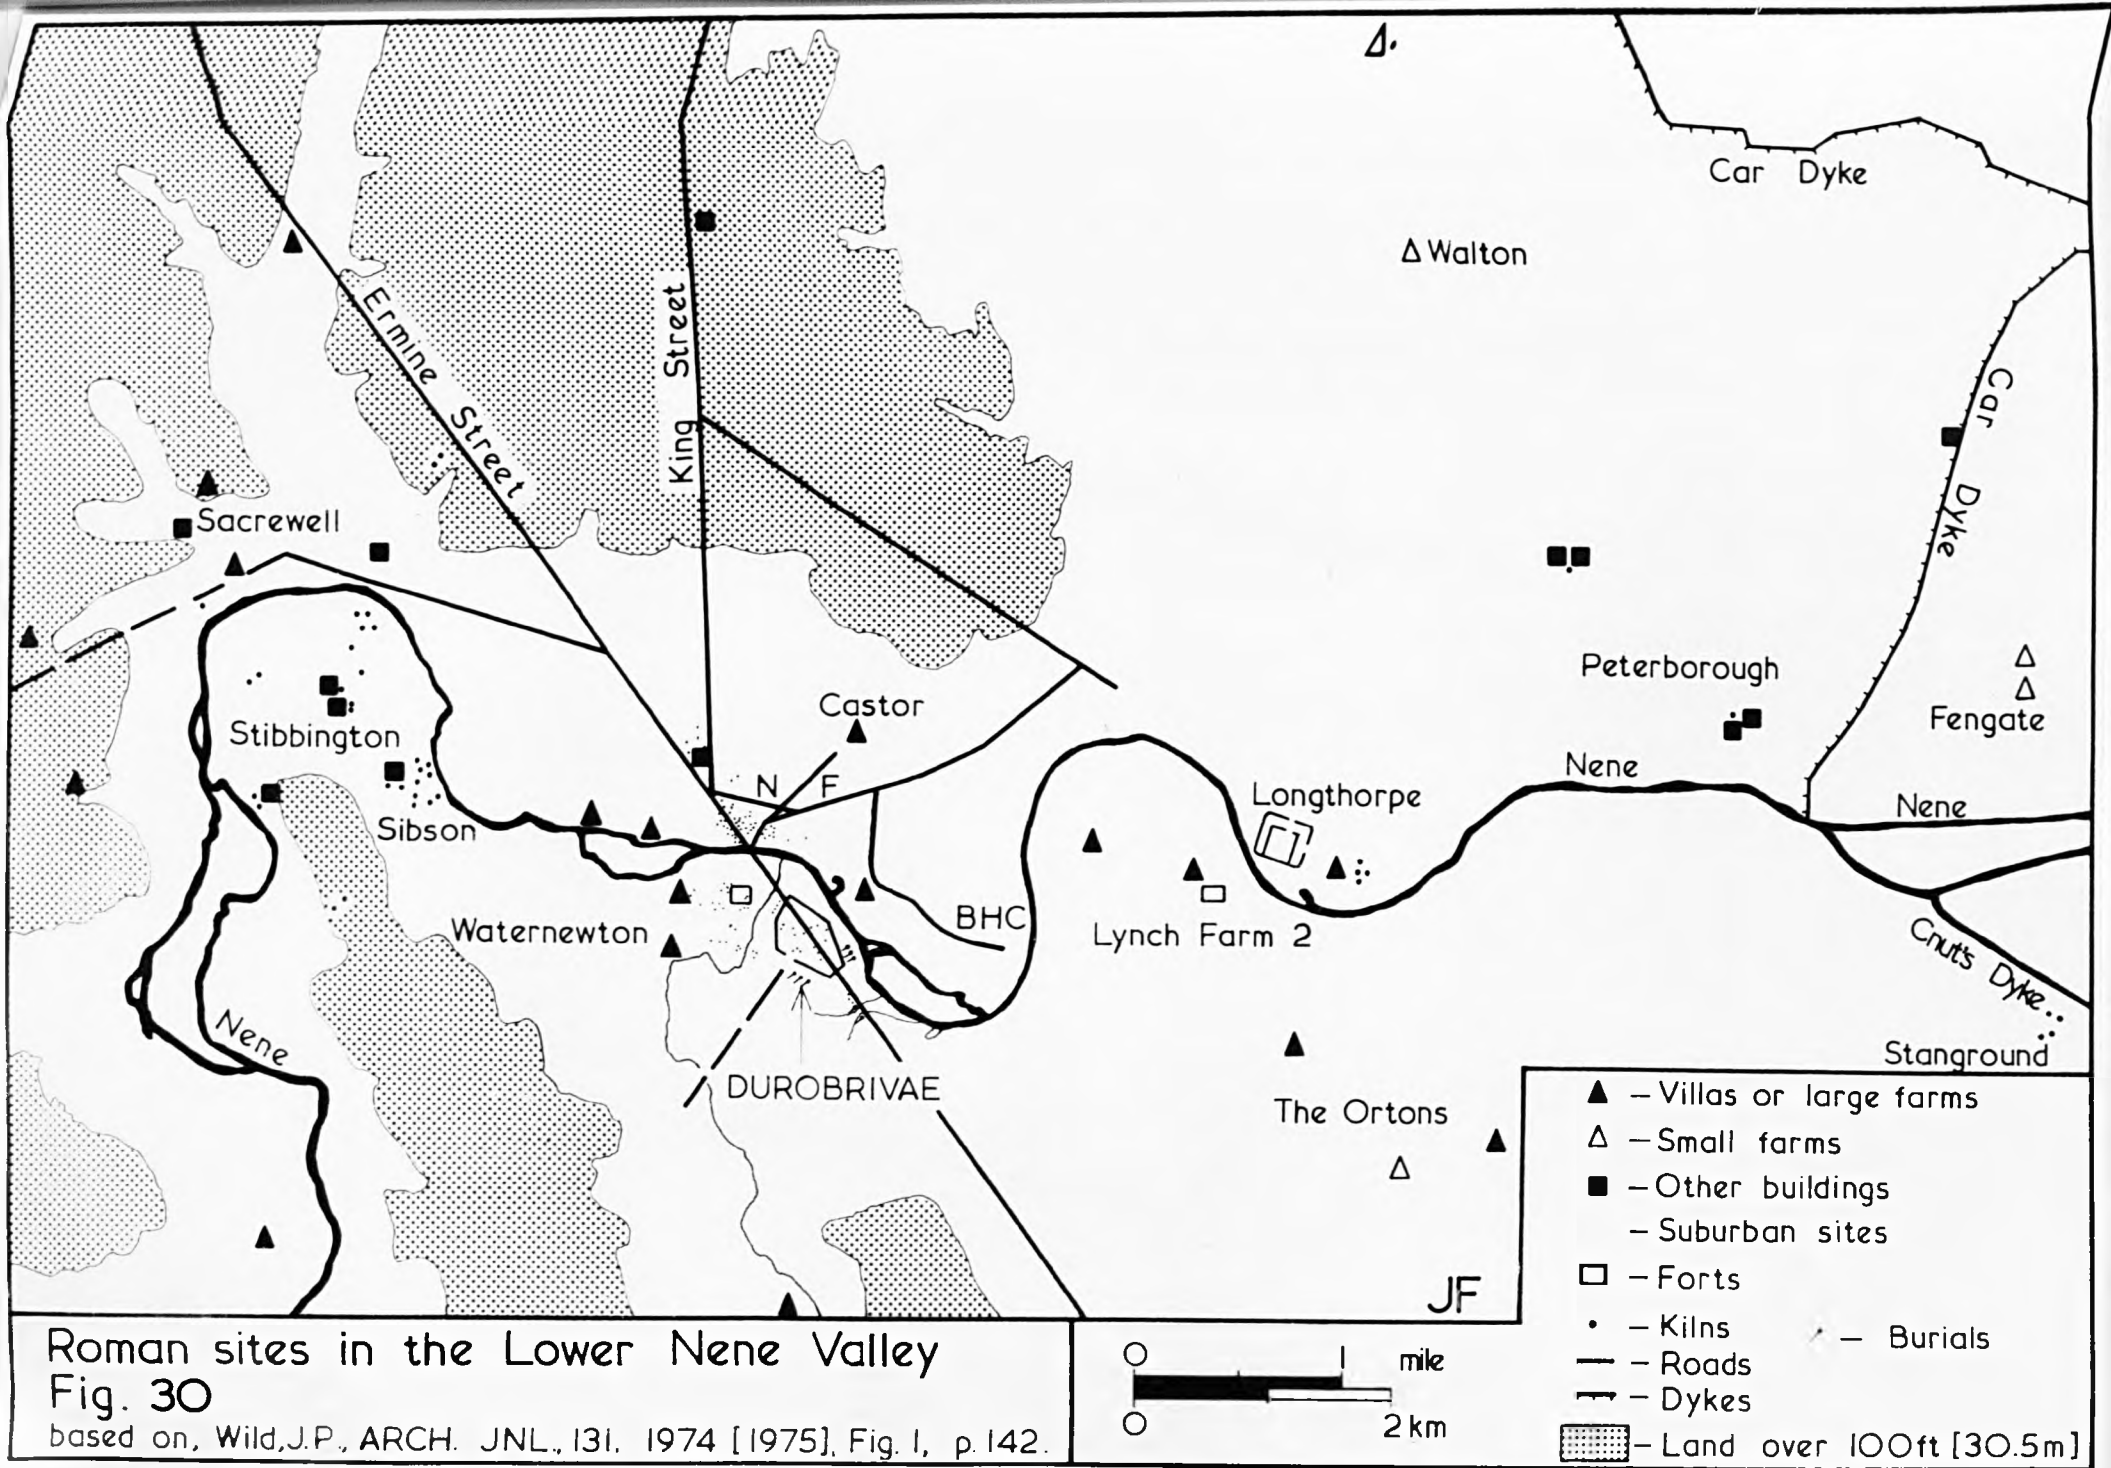 Car Dyke
Walton
Ermine Street
King Street
Car Dyke
Sacrewell
Peterborough
Fengate
Castor
Stibbington
N F
Nene
Longthorpe
Nene
Sibson
Waternewton
BHC
Lynch Farm 2
Cnut's Dyke
Nene
Stanground
DUROBRIVAE
The Ortons
JF
– Villas or large farms
– Small farms
– Other buildings
– Suburban sites
– Forts
– Kilns
– Burials
– Roads
– Dykes
– Land over 100ft [30.5m]
Roman sites in the Lower Nene Valley
Fig. 30
based on, Wild,J.P., ARCH. JNL., 131, 1974 [1975], Fig. 1, p. 142.
0 1 mile
0 2 km